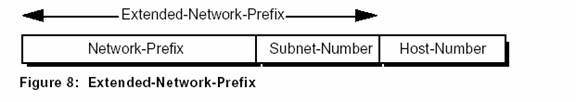 Extended-Network-Prefix
Network-Prefix Subnet-Number Host-Number
Figure 8: Extended-Network-Prefix